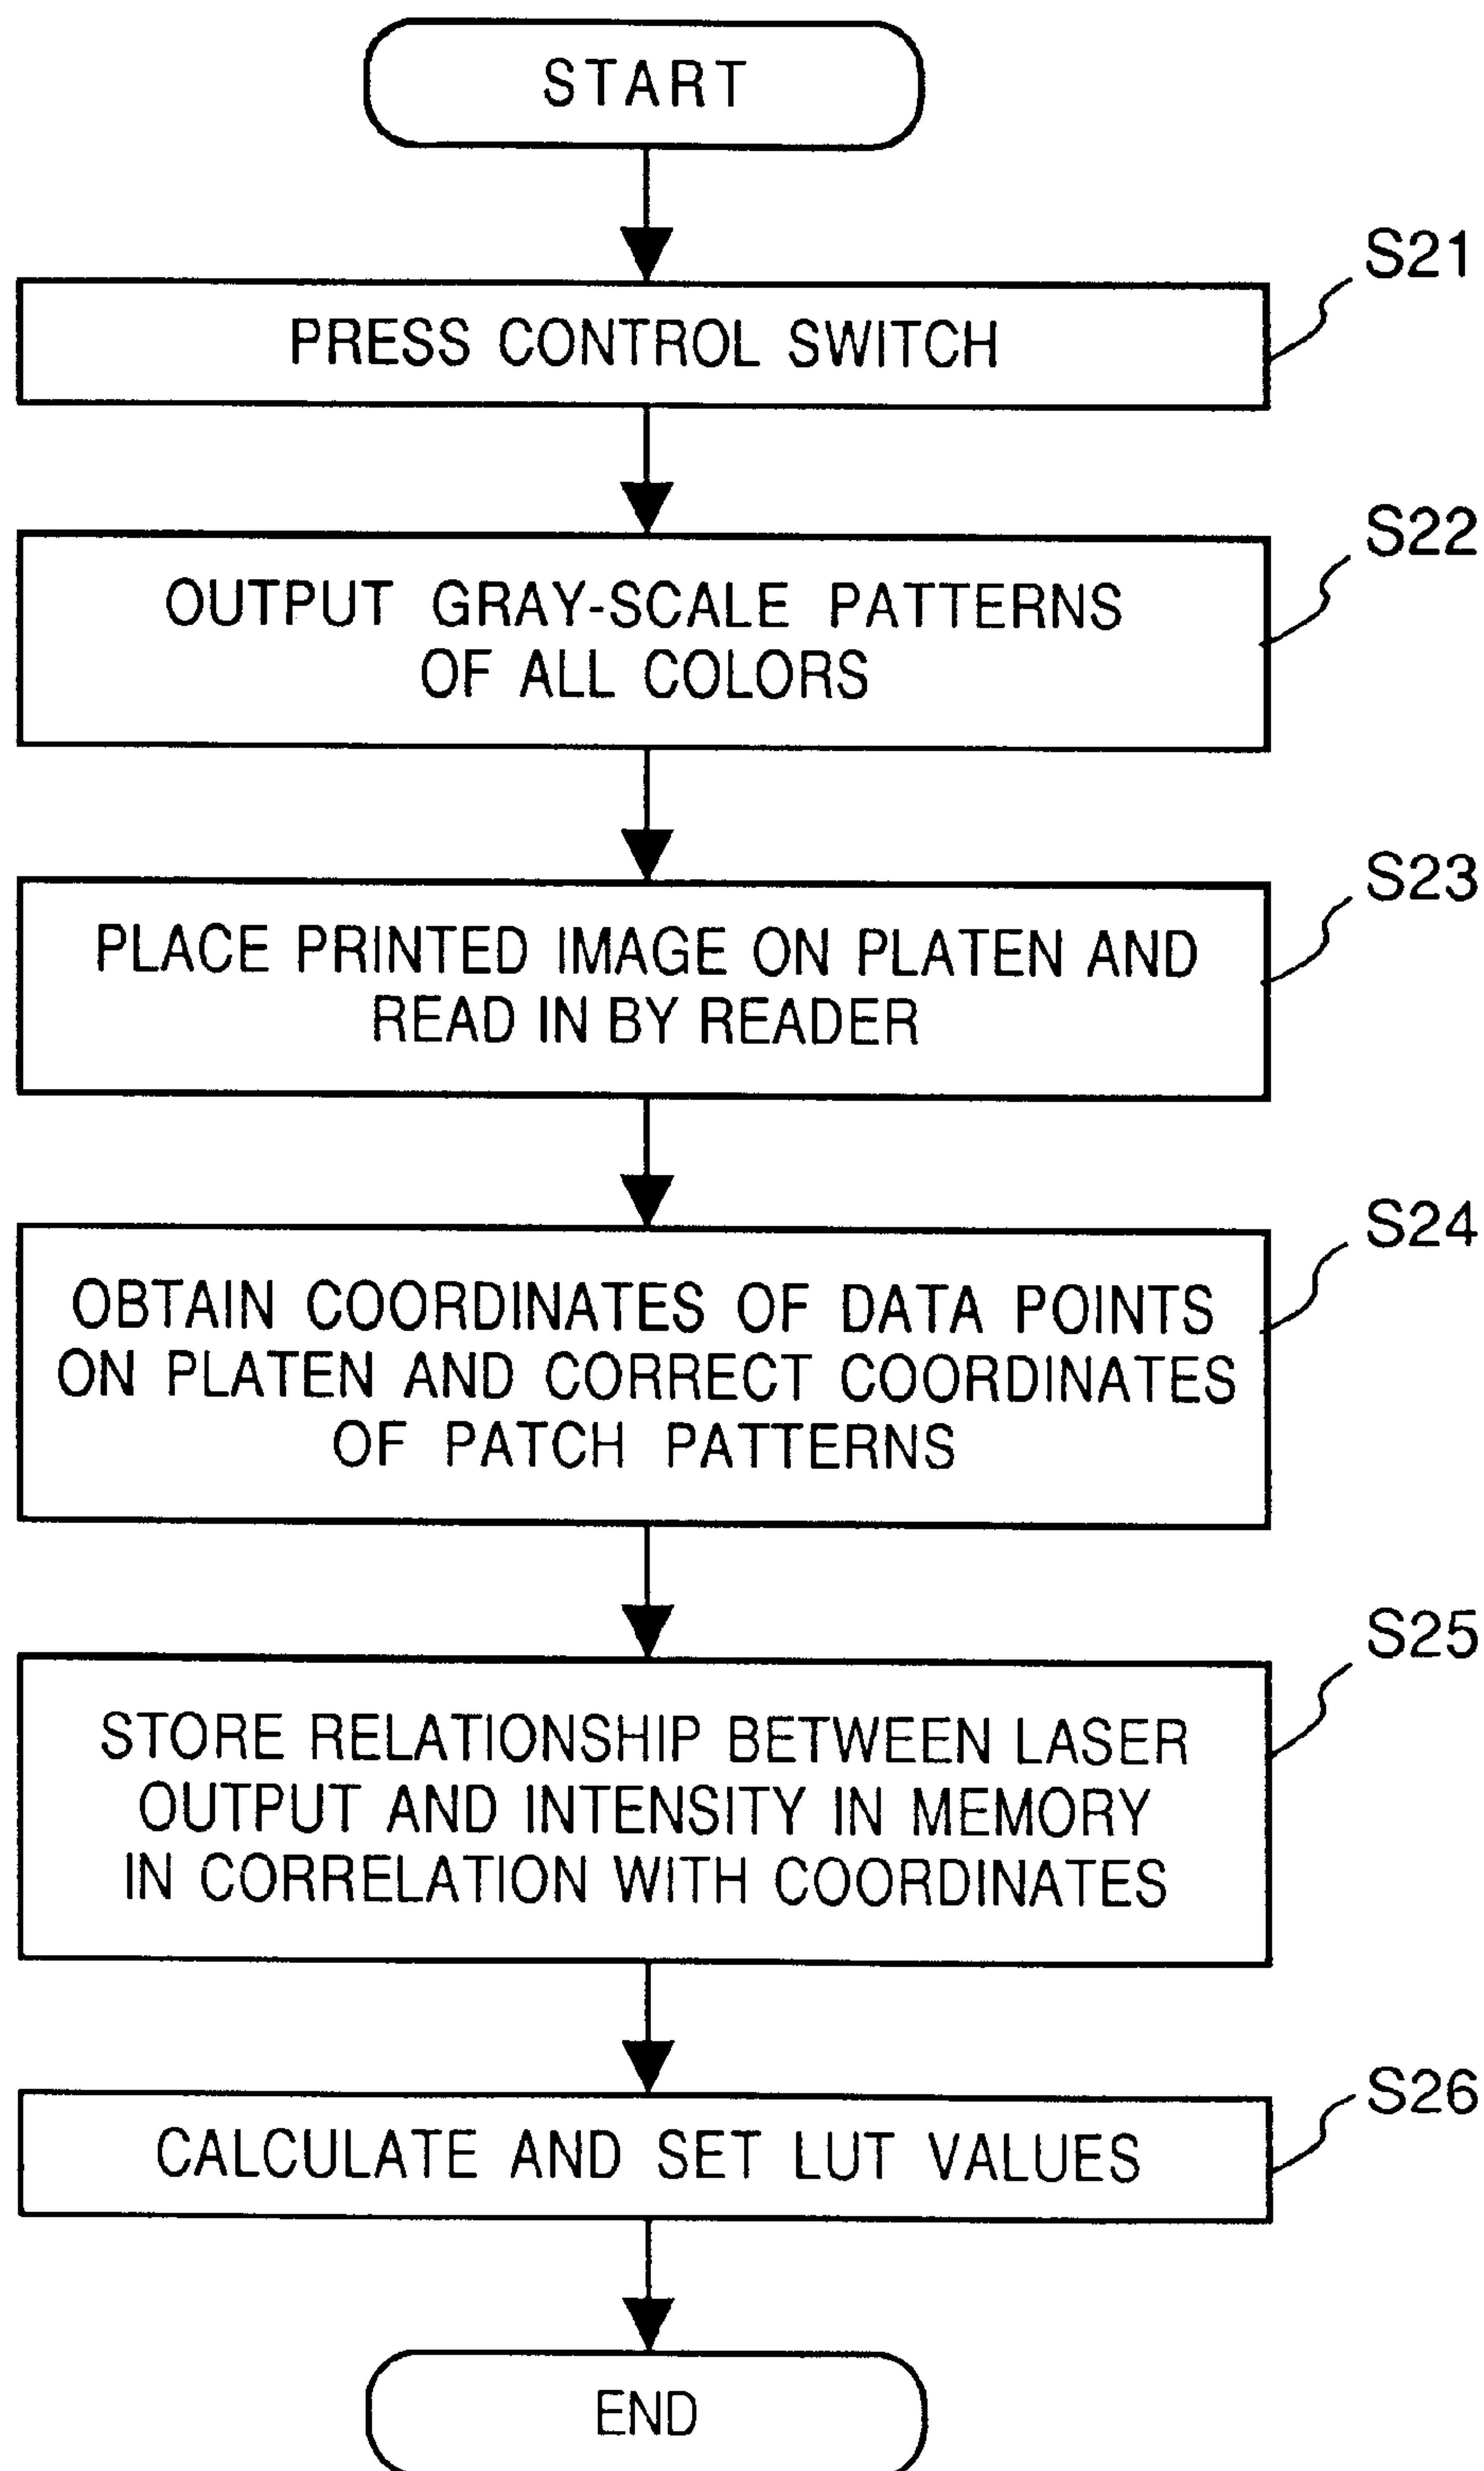 START
S21
PRESS CONTROL SWITCH
S22
OUTPUT GRAY-SCALE PATTERNS
OF ALL COLORS
S23
PLACE PRINTED IMAGE ON PLATEN AND
READ IN BY READER
S24
OBTAIN COORDINATES OF DATA POINTS
ON PLATEN AND CORRECT COORDINATES
OF PATCH PATTERNS
S25
STORE RELATIONSHIP BETWEEN LASER
OUTPUT AND INTENSITY IN MEMORY
IN CORRELATION WITH COORDINATES
S26
CALCULATE AND SET LUT VALUES
END